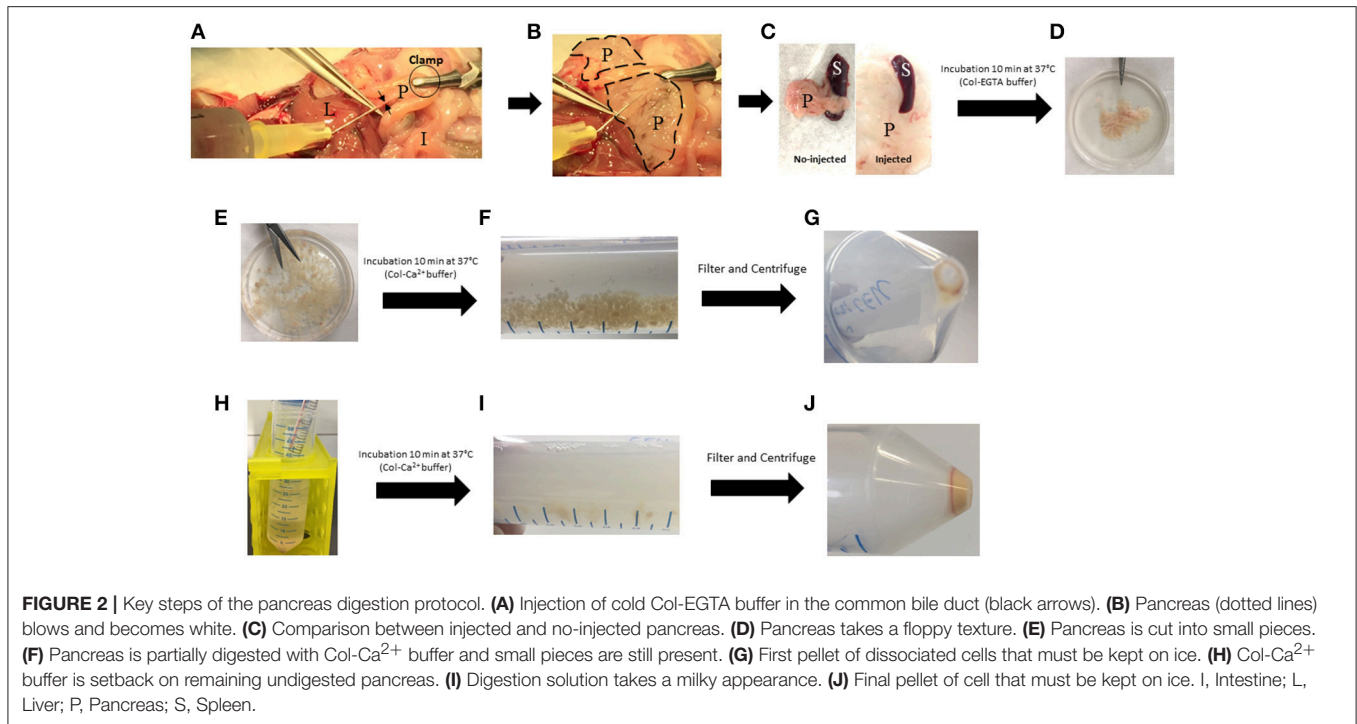 A
B
C
D
Clamp
P
L
I
P
P
S
P
No-injected
S
P
Injected
Incubation 10 min at 37°C
(Col-EGTA buffer)
E
F
G
Incubation 10 min at 37°C
(Col-Ca²⁺ buffer)
Filter and Centrifuge
H
I
J
Incubation 10 min at 37°C
(Col-Ca²⁺ buffer)
Filter and Centrifuge
FIGURE 2 | Key steps of the pancreas digestion protocol. (A) Injection of cold Col-EGTA buffer in the common bile duct (black arrows). (B) Pancreas (dotted lines)
blows and becomes white. (C) Comparison between injected and no-injected pancreas. (D) Pancreas takes a floppy texture. (E) Pancreas is cut into small pieces.
(F) Pancreas is partially digested with Col-Ca²⁺ buffer and small pieces are still present. (G) First pellet of dissociated cells that must be kept on ice. (H) Col-Ca²⁺
buffer is setback on remaining undigested pancreas. (I) Digestion solution takes a milky appearance. (J) Final pellet of cell that must be kept on ice. I, Intestine; L,
Liver; P, Pancreas; S, Spleen.